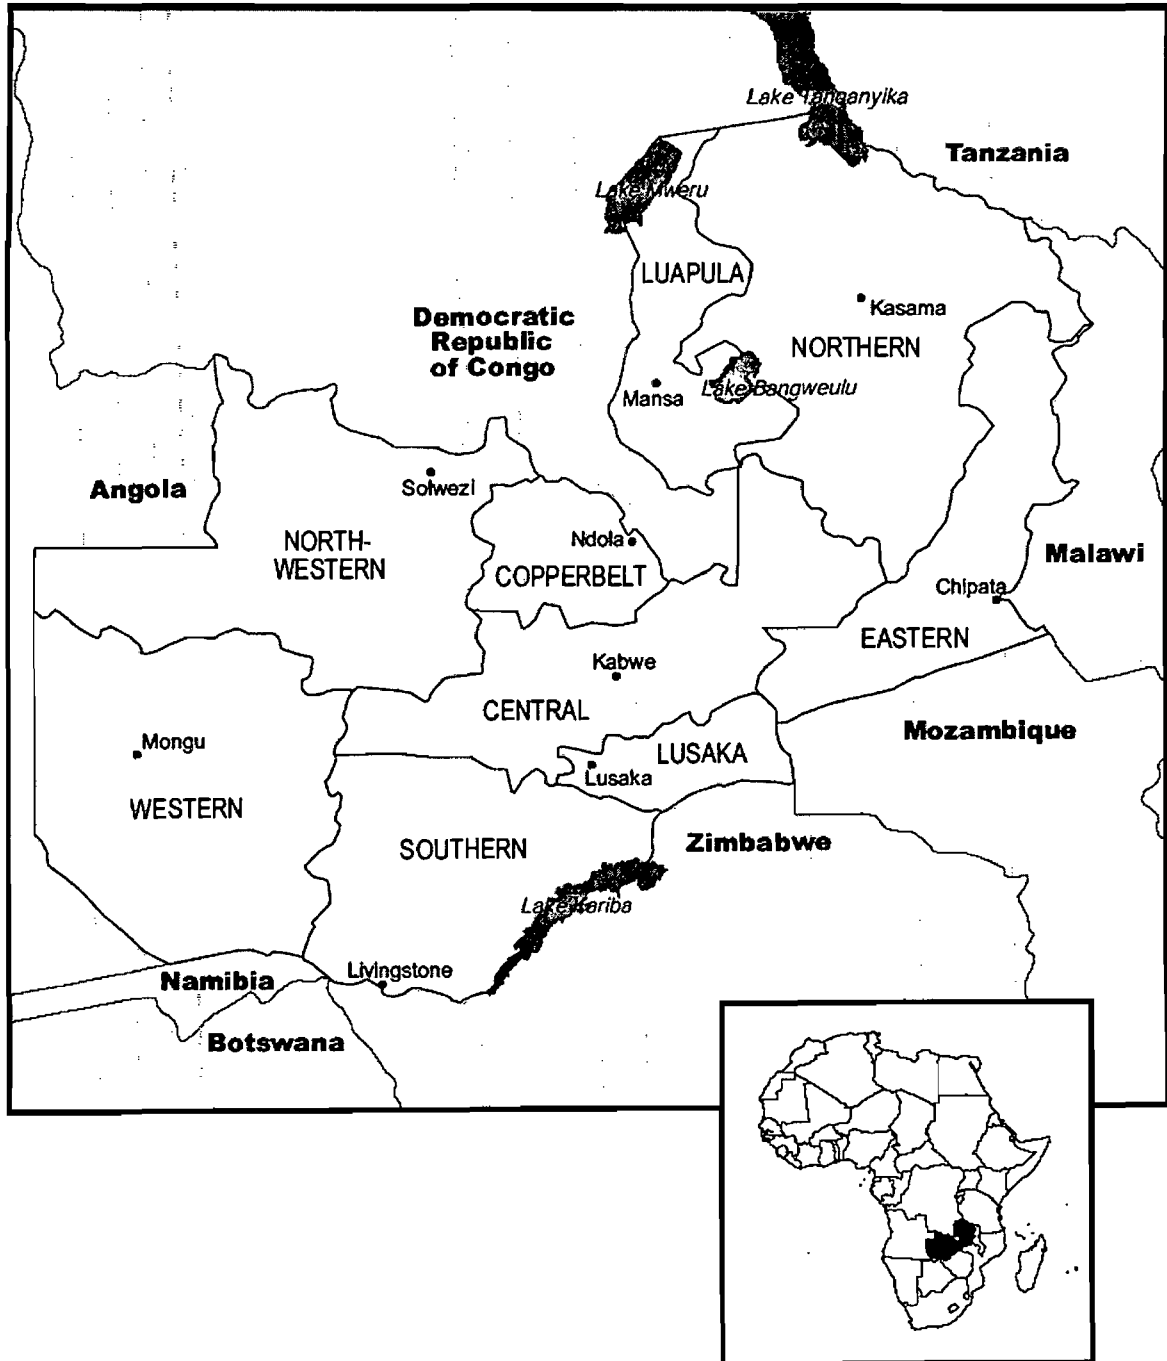 Lake Tanganyika
Tanzania
Lake Mweru
LUAPULA
Democratic
Republic
of Congo
Kasama
NORTHERN
Mansa
Lake Bangweulu
Angola
Solwezi
NORTH-
WESTERN
Ndola
COPPERBELT
Malawi
Chipata
EASTERN
Kabwe
CENTRAL
Mozambique
Mongu
LUSAKA
Lusaka
WESTERN
SOUTHERN
Zimbabwe
Lake Kariba
Livingstone
Namibia
Botswana